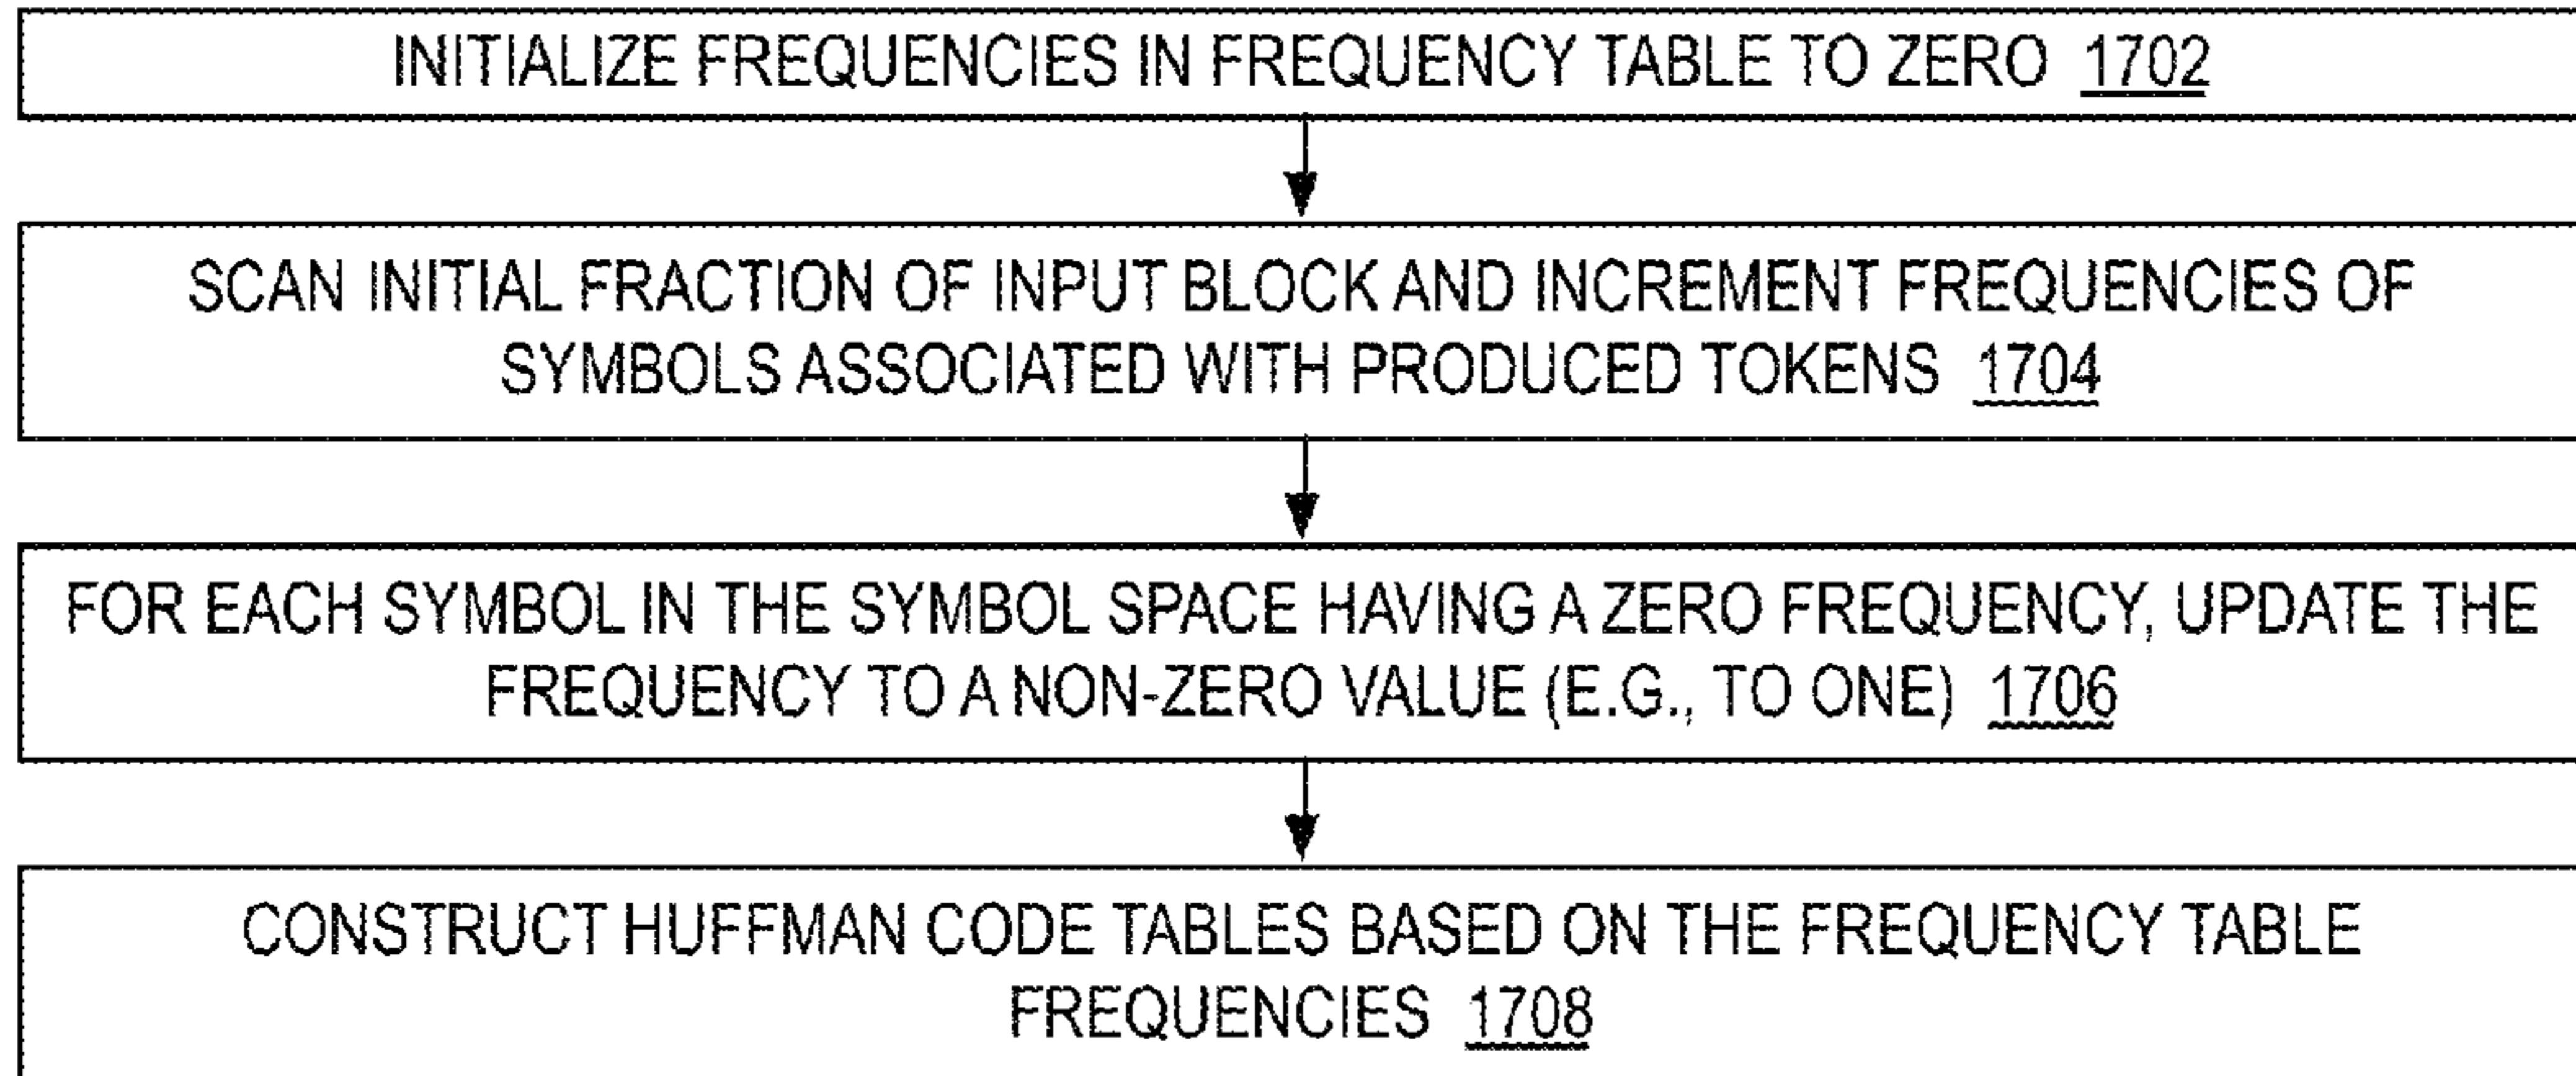 INITIALIZE FREQUENCIES IN FREQUENCY TABLE TO ZERO 1702
SCAN INITIAL FRACTION OF INPUT BLOCK AND INCREMENT FREQUENCIES OF
SYMBOLS ASSOCIATED WITH PRODUCED TOKENS 1704
FOR EACH SYMBOL IN THE SYMBOL SPACE HAVING A ZERO FREQUENCY, UPDATE THE
FREQUENCY TO A NON-ZERO VALUE (E.G., TO ONE) 1706
CONSTRUCT HUFFMAN CODE TABLES BASED ON THE FREQUENCY TABLE
FREQUENCIES 1708